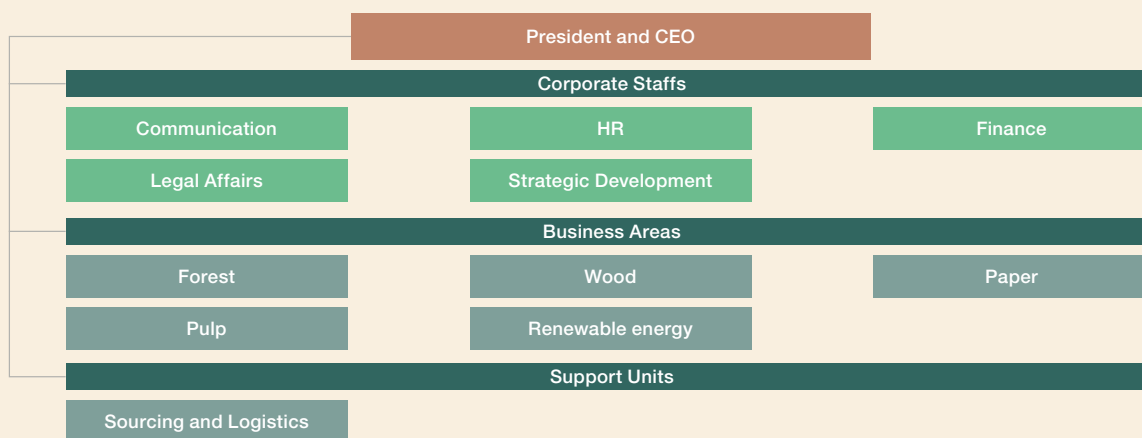 President and CEO
Corporate Staffs
Communication
HR
Finance
Legal Affairs
Strategic Development
Business Areas
Forest
Wood
Paper
Pulp
Renewable energy
Support Units
Sourcing and Logistics